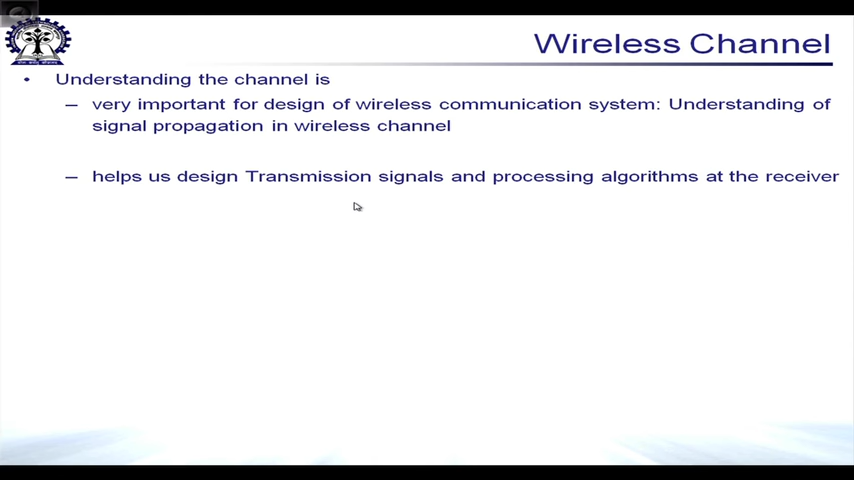 Wireless Channel
• Understanding the channel is
– very important for design of wireless communication system: Understanding of
signal propagation in wireless channel
– helps us design Transmission signals and processing algorithms at the receiver